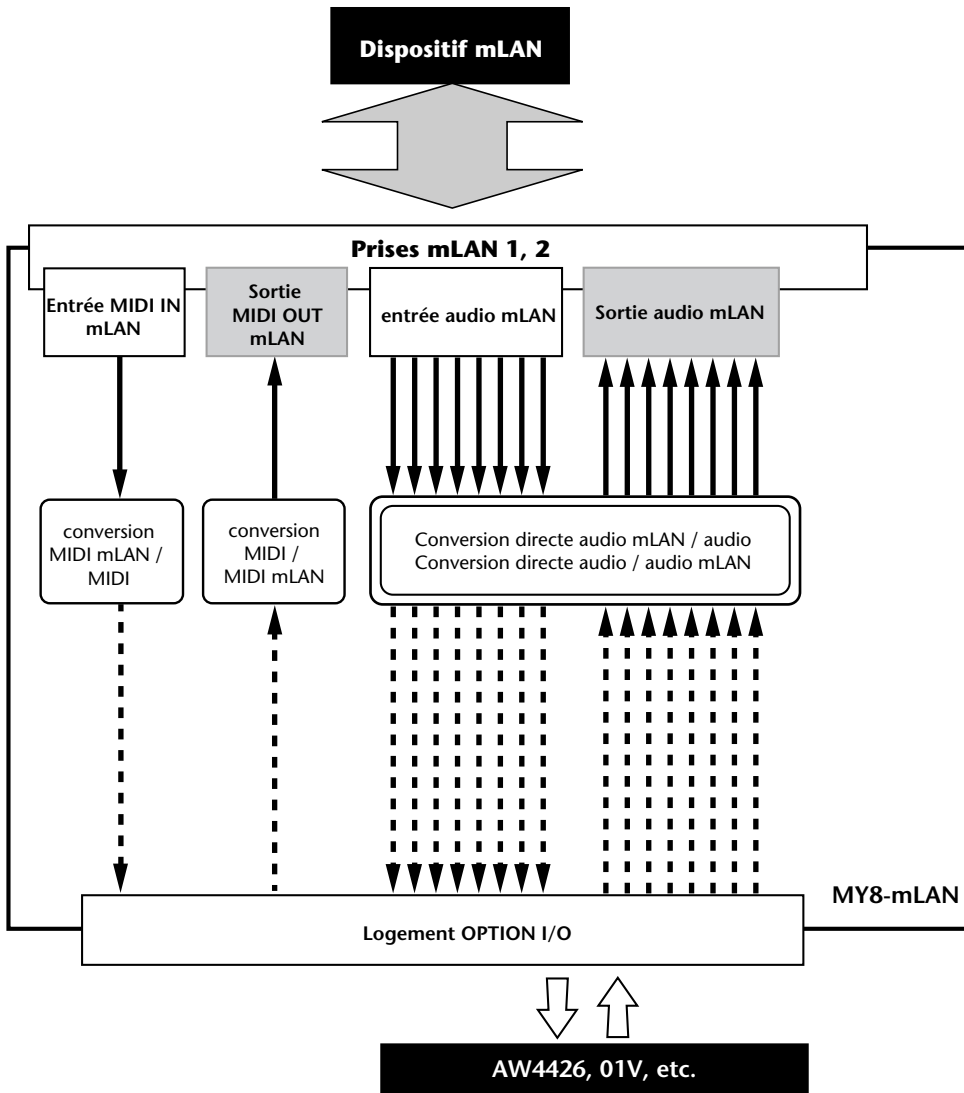 Dispositif mLAN
Prises mLAN 1, 2
Entrée MIDI IN
mLAN
Sortie
MIDI OUT
mLAN
entrée audio mLAN
Sortie audio mLAN
conversion
MIDI mLAN /
MIDI
conversion
MIDI /
MIDI mLAN
Conversion directe audio mLAN / audio
Conversion directe audio / audio mLAN
MY8-mLAN
Logement OPTION I/O
AW4426, 01V, etc.